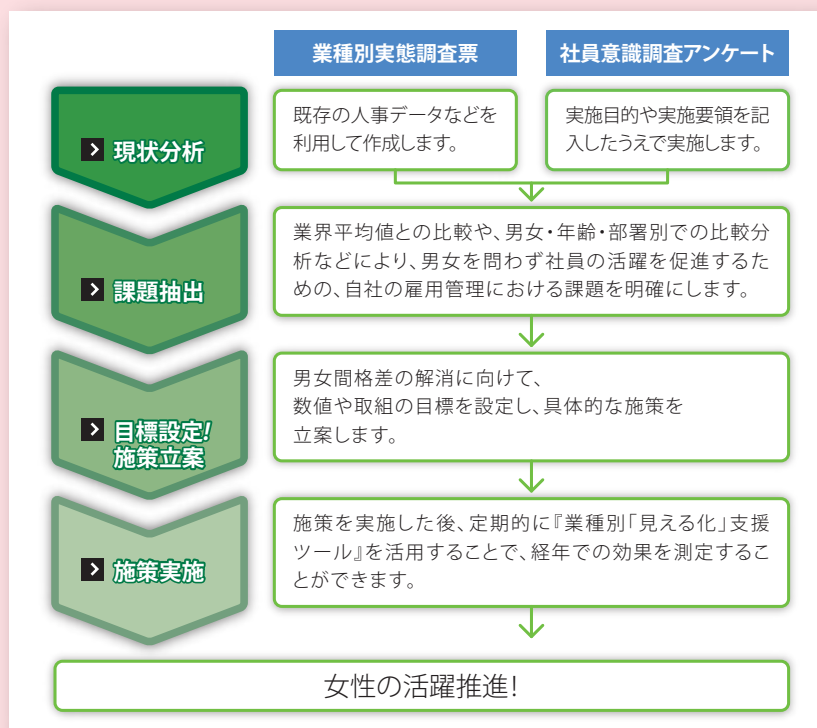 業種別実態調査票
社員意識調査アンケート
現状分析
既存の人事データなどを
利用して作成します。
実施目的や実施要領を記
入したうえで実施します。
課題抽出
業界平均値との比較や、男女・年齢・部署別での比較分
析などにより、男女を問わず社員の活躍を促進するた
めの、自社の雇用管理における課題を明確にします。
目標設定/
施策立案
男女間格差の解消に向けて、
数値や取組の目標を設定し、具体的な施策を
立案します。
施策実施
施策を実施した後、定期的に『業種別「見える化」支援
ツール』を活用することで、経年での効果を測定するこ
とができます。
女性の活躍推進!